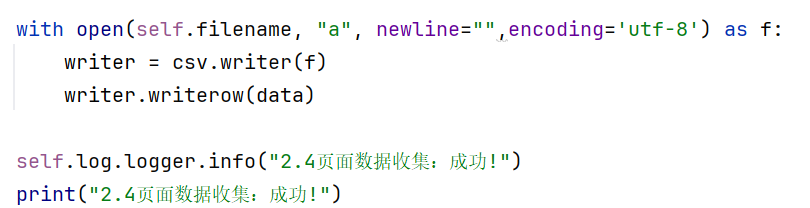 with open(self.filename, "a", newline="",encoding='utf-8') as f:
    writer = csv.writer(f)
    writer.writerow(data)
self.log.logger.info("2.4页面数据收集：成功!")
print("2.4页面数据收集：成功!")